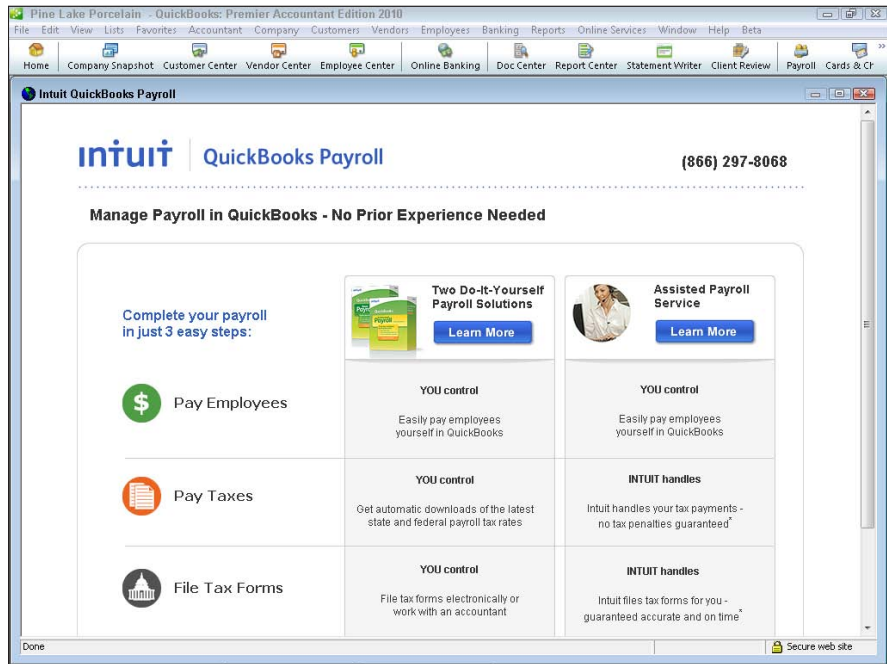 Pine Lake Porcelain - QuickBooks: Premier Accountant Edition 2010
File Edit View Lists Favorites Accountant Company Customers Vendors Employees Banking Reports Online Services Window Help Beta
Home Company Snapshot Customer Center Vendor Center Employee Center Online Banking Doc Center Report Center Statement Writer Client Review Payroll Cards & Ch
Intuit QuickBooks Payroll
intuit QuickBooks Payroll (866) 297-8068
Manage Payroll in QuickBooks - No Prior Experience Needed
Complete your payroll
in just 3 easy steps:
Two Do-It-Yourself
Payroll Solutions
Learn More
Assisted Payroll
Service
Learn More
Pay Employees
YOU control
Easily pay employees
yourself in QuickBooks
YOU control
Easily pay employees
yourself in QuickBooks
Pay Taxes
YOU control
Get automatic downloads of the latest
state and federal payroll tax rates
INTUIT handles
Intuit handles your tax payments -
no tax penalties guaranteed*
File Tax Forms
YOU control
File tax forms electronically or
work with an accountant
INTUIT handles
Intuit files tax forms for you -
guaranteed accurate and on time*
Done Secure web site